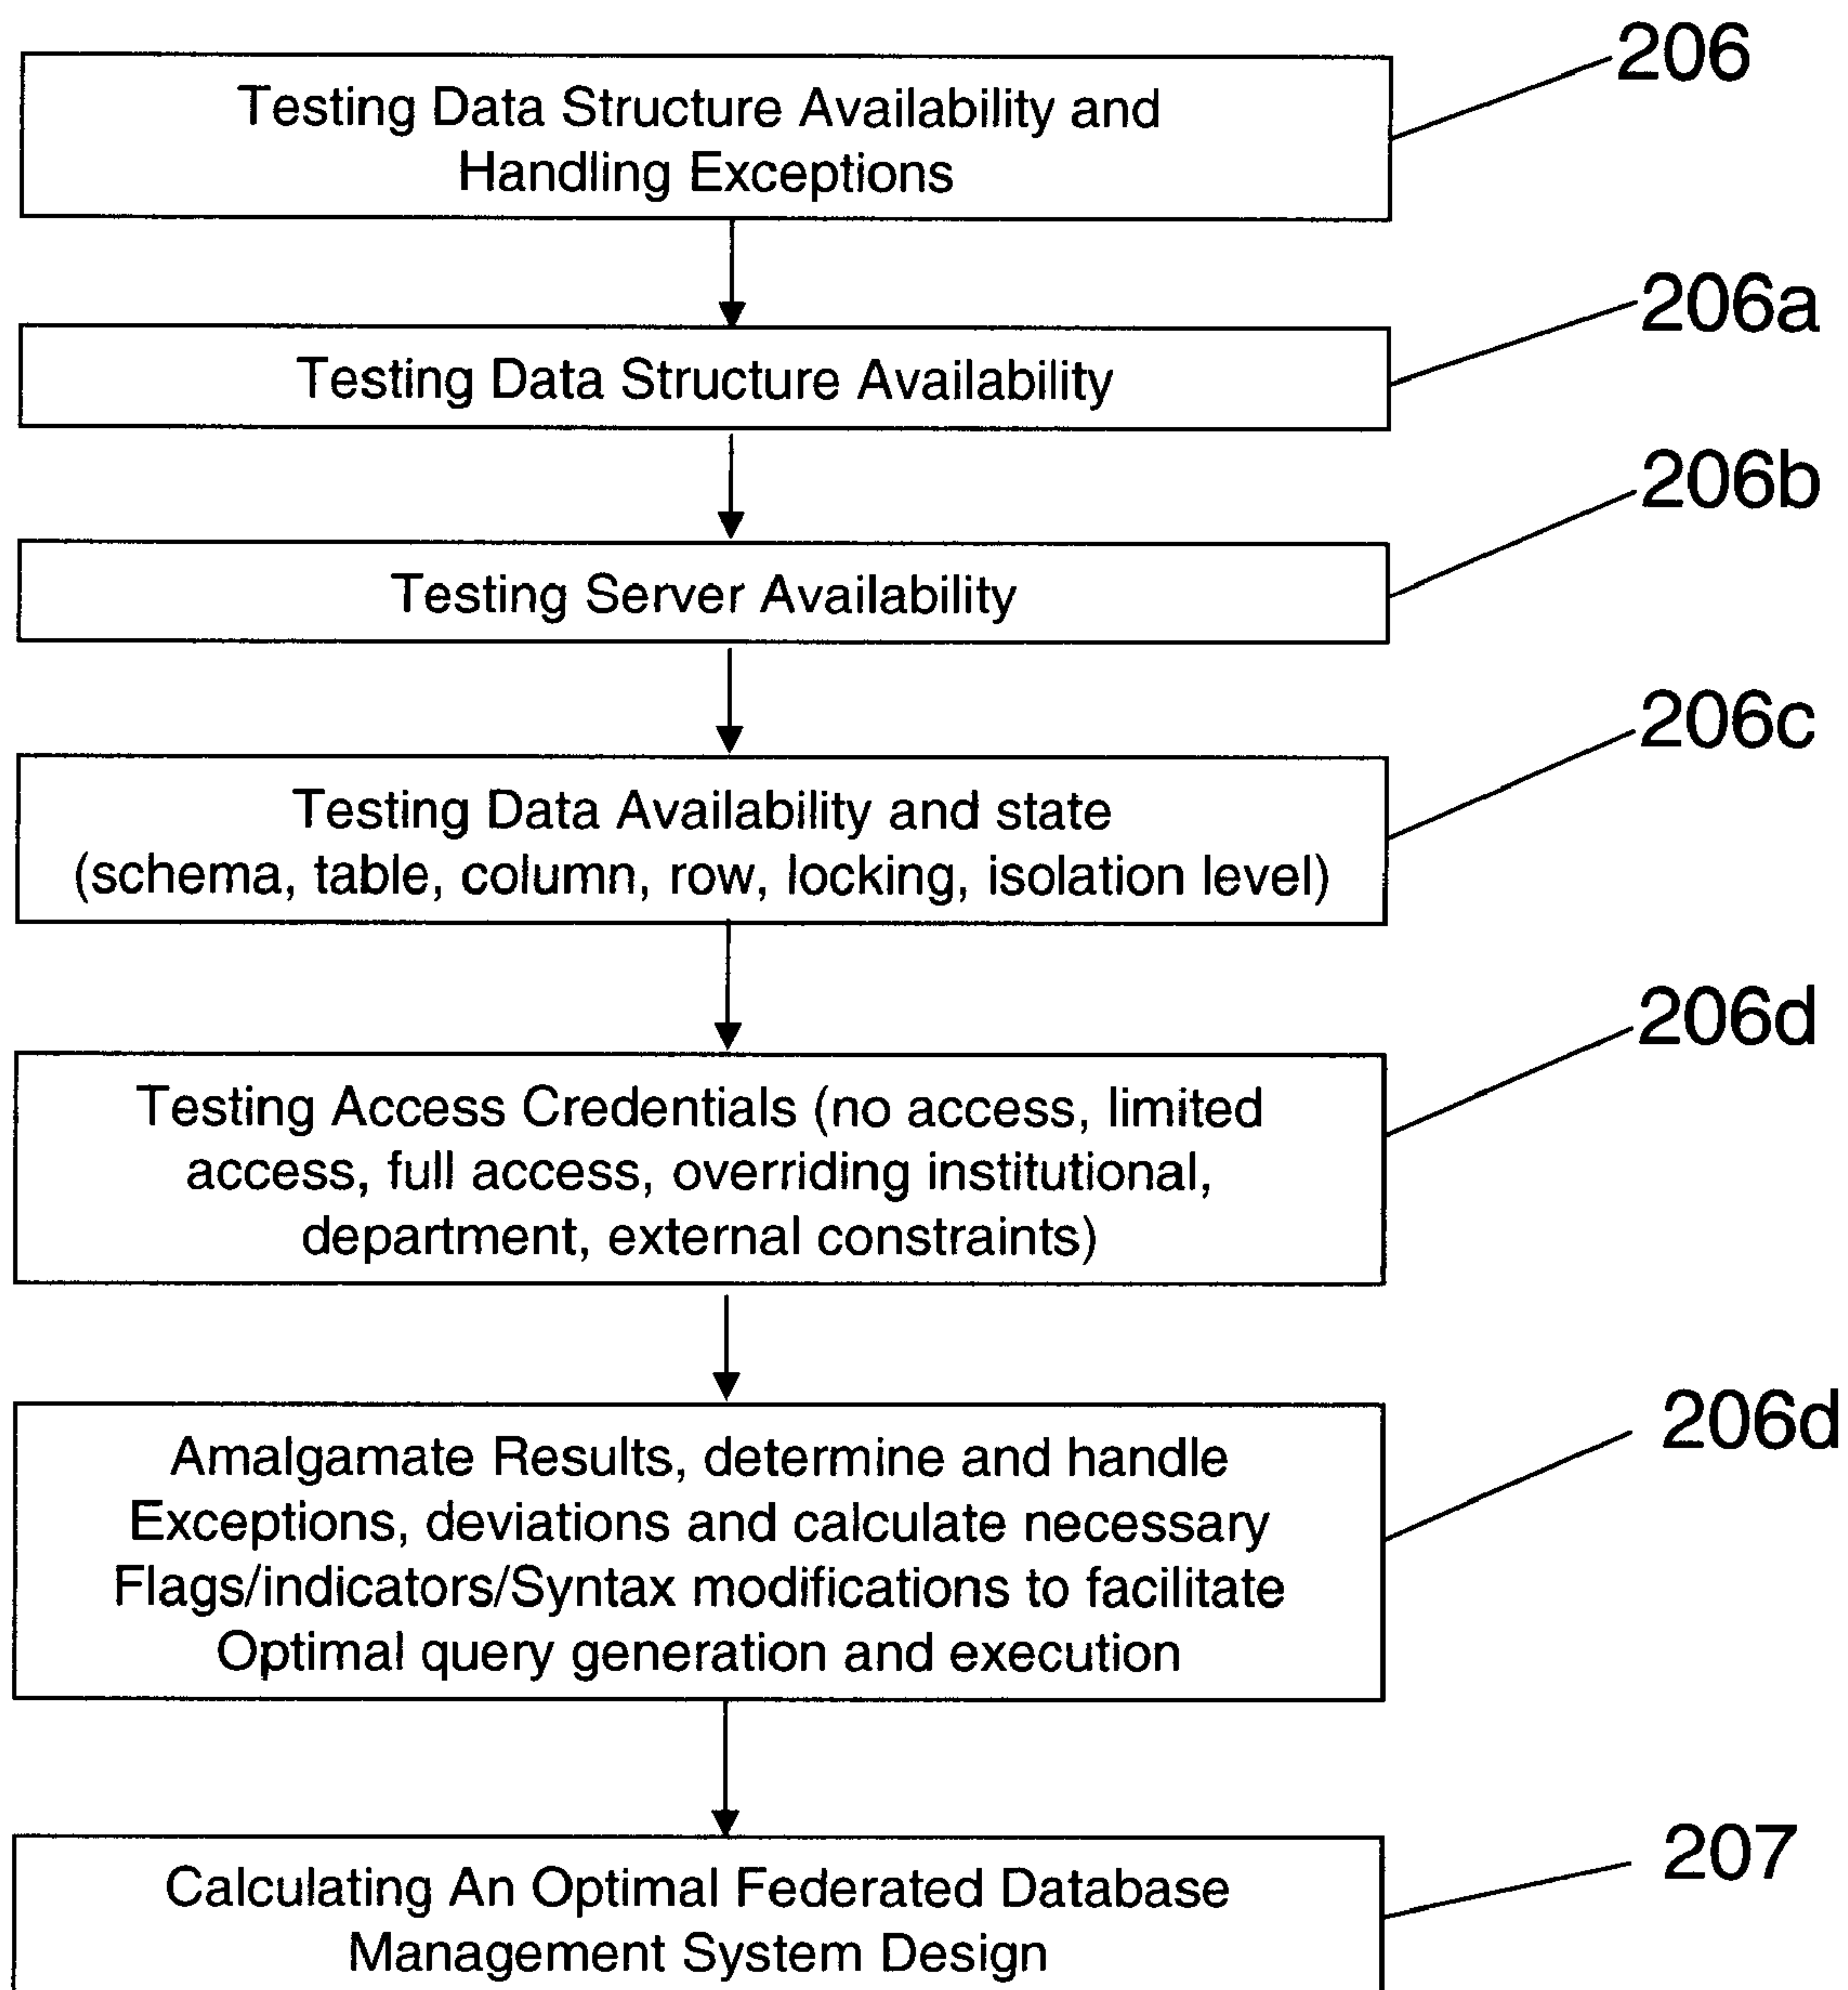 206
Testing Data Structure Availability and
Handling Exceptions
206a
Testing Data Structure Availability
206b
Testing Server Availability
206c
Testing Data Availability and state
(schema, table, column, row, locking, isolation level)
206d
Testing Access Credentials (no access, limited
access, full access, overriding institutional,
department, external constraints)
206d
Amalgamate Results, determine and handle
Exceptions, deviations and calculate necessary
Flags/indicators/Syntax modifications to facilitate
Optimal query generation and execution
207
Calculating An Optimal Federated Database
Management System Design